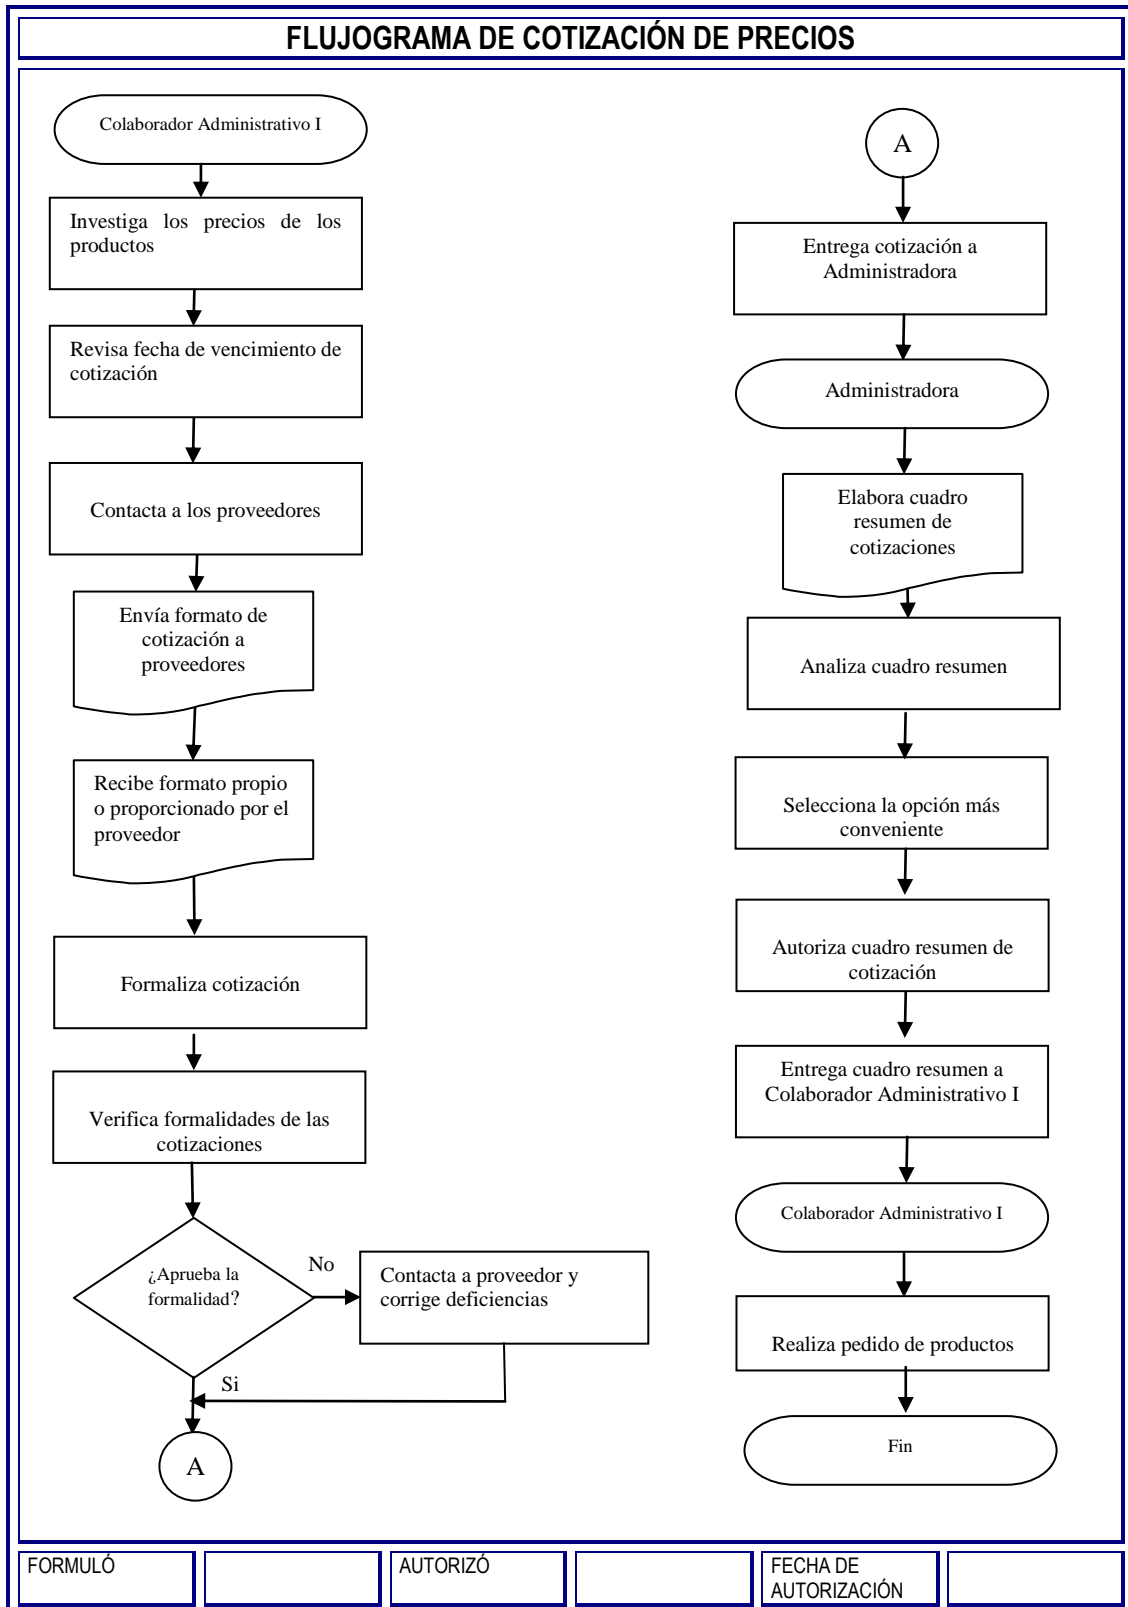 FLUJOGRAMA DE COTIZACIÓN DE PRECIOS
Colaborador Administrativo I
Investiga los precios de los
productos
Revisa fecha de vencimiento de
cotización
Contacta a los proveedores
Envía formato de
cotización a
proveedores
Recibe formato propio
o proporcionado por el
proveedor
Formaliza cotización
Verifica formalidades de las
cotizaciones
¿Aprueba la
formalidad?
No
Contacta a proveedor y
corrige deficiencias
Si
A
A
Entrega cotización a
Administradora
Administradora
Elabora cuadro
resumen de
cotizaciones
Analiza cuadro resumen
Selecciona la opción más
conveniente
Autoriza cuadro resumen de
cotización
Entrega cuadro resumen a
Colaborador Administrativo I
Colaborador Administrativo I
Realiza pedido de productos
Fin
FORMULÓ
AUTORIZÓ
FECHA DE
AUTORIZACIÓN